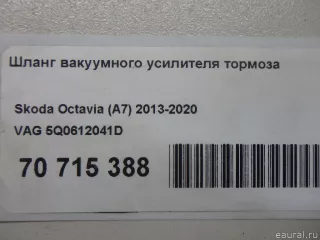 Шланг вакуумного усилителя тормоза
Skoda Octavia (A7) 2013-2020
VAG 5Q0612041D
70 715 388
© eaural.ru